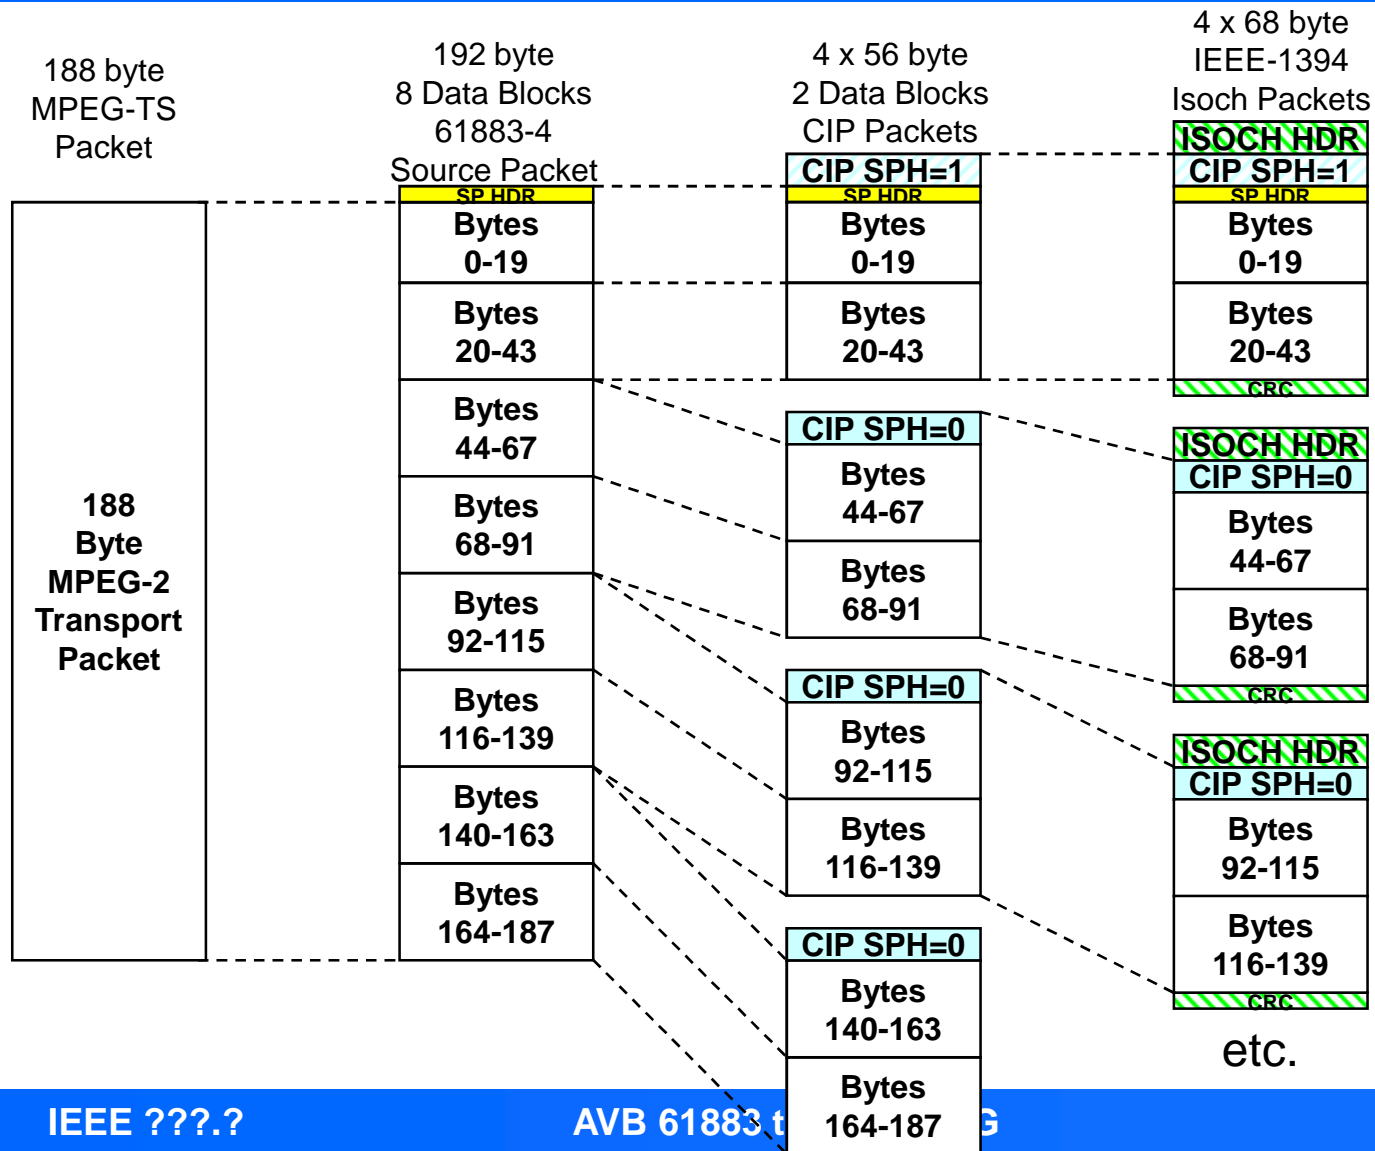 188 byte
MPEG-TS
Packet
188
Byte
MPEG-2
Transport
Packet
192 byte
8 Data Blocks
61883-4
Source Packet
SP HDR
Bytes
0-19
Bytes
20-43
Bytes
44-67
Bytes
68-91
Bytes
92-115
Bytes
116-139
Bytes
140-163
Bytes
164-187
4 x 56 byte
2 Data Blocks
CIP Packets
CIP SPH=1
SP HDR
Bytes
0-19
Bytes
20-43
CIP SPH=0
Bytes
44-67
Bytes
68-91
CIP SPH=0
Bytes
92-115
Bytes
116-139
CIP SPH=0
Bytes
140-163
Bytes
164-187
4 x 68 byte
IEEE-1394
Isoch Packets
ISOCH HDR
CIP SPH=1
SP HDR
Bytes
0-19
Bytes
20-43
CRC
ISOCH HDR
CIP SPH=0
Bytes
44-67
Bytes
68-91
CRC
ISOCH HDR
CIP SPH=0
Bytes
92-115
Bytes
116-139
CRC
etc.
IEEE ???.?
AVB 61883